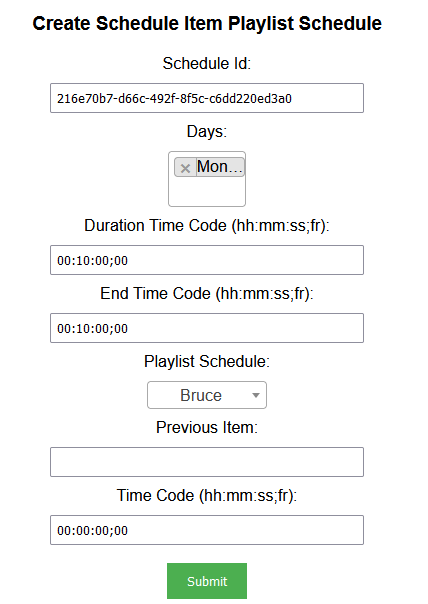 Create Schedule Item Playlist Schedule
Schedule Id:
216e70b7-d66c-492f-8f5c-c6dd220ed3a0
Days:
× Mon...
Duration Time Code (hh:mm:ss;fr):
00:10:00;00
End Time Code (hh:mm:ss;fr):
00:10:00;00
Playlist Schedule:
Bruce
Previous Item:
Time Code (hh:mm:ss;fr):
00:00:00;00
Submit